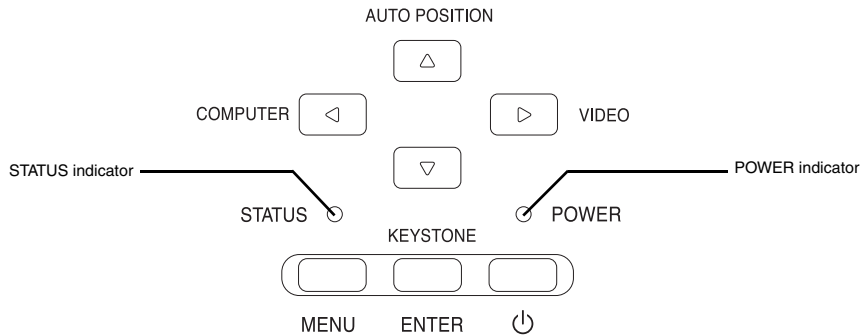 AUTO POSITION
COMPUTER
VIDEO
STATUS indicator
POWER indicator
STATUS
POWER
KEYSTONE
MENU
ENTER